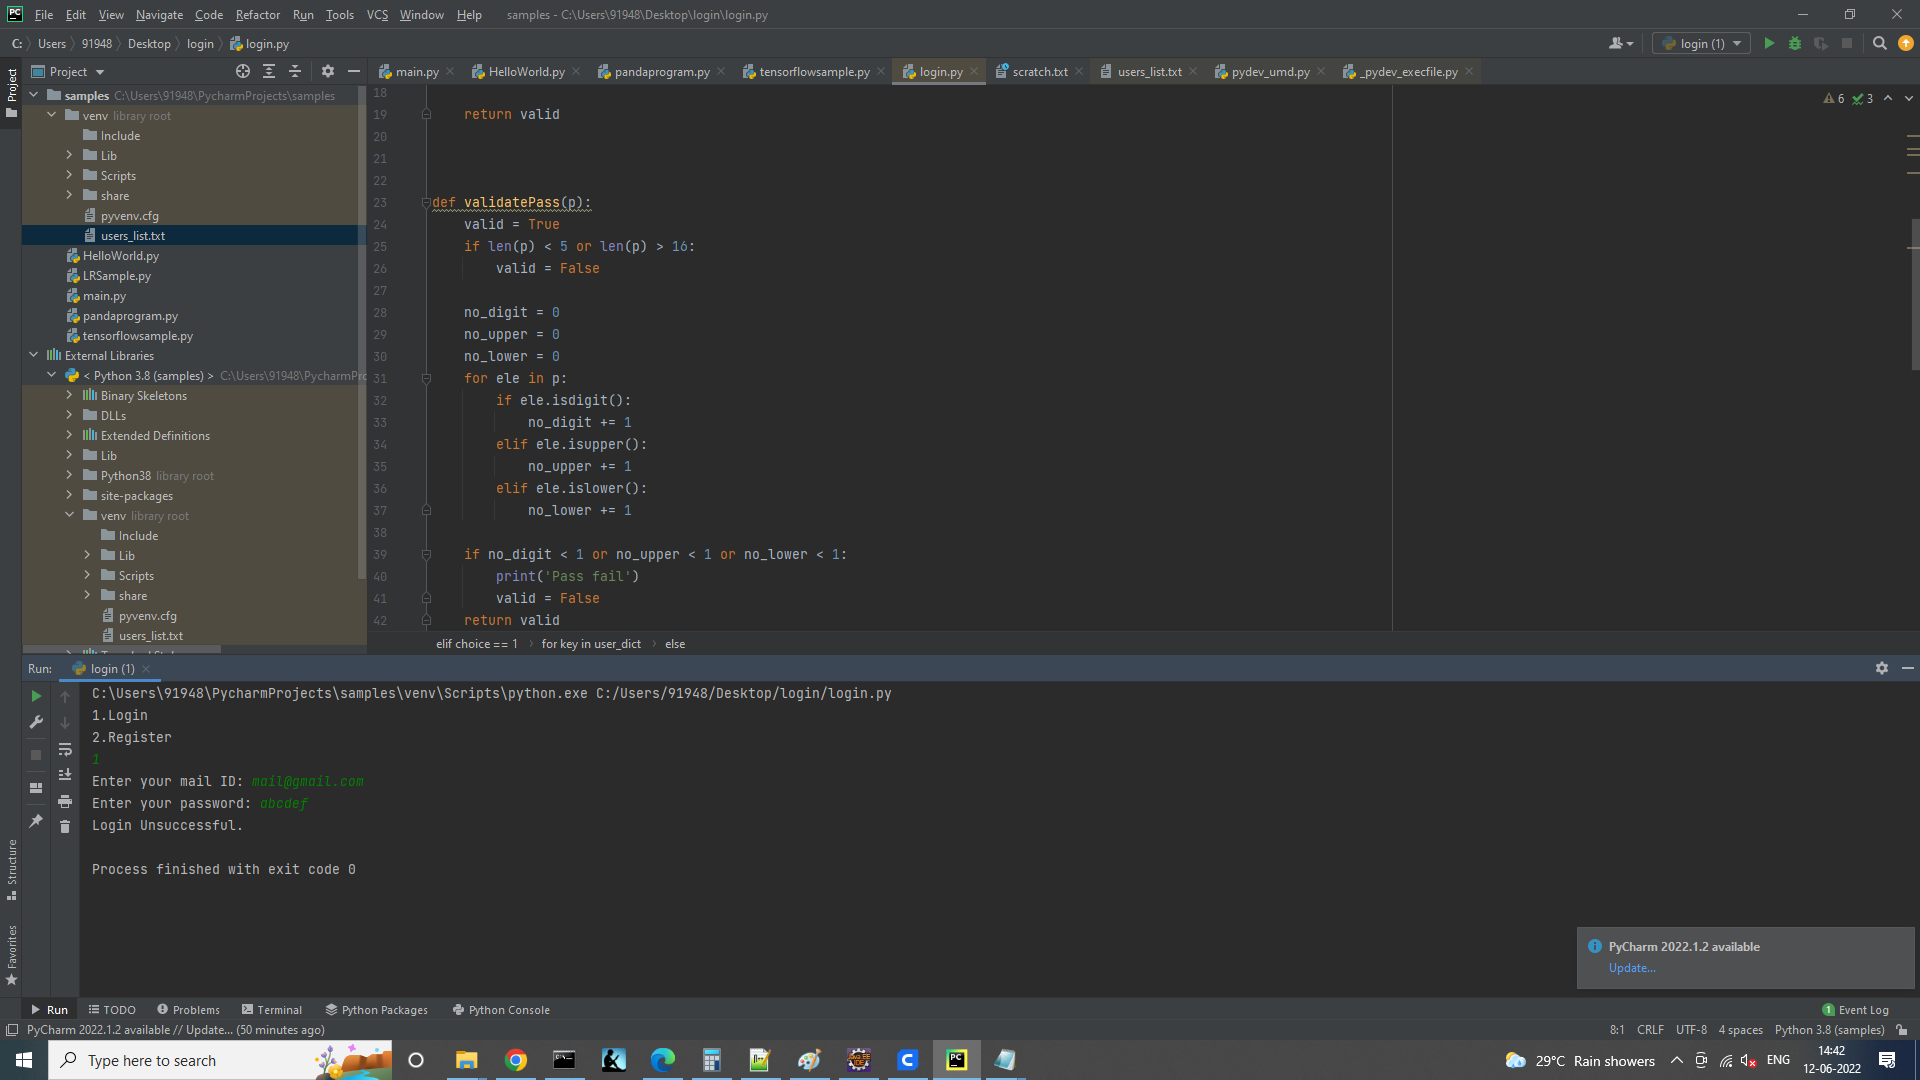 PC File Edit View Navigate Code Refactor Run Tools VCS Window Help samples - C:\Users\91948\Desktop\login\login.py
C: Users 91948 Desktop login login.py login (1)
Project main.py HelloWorld.py pandaprogram.py tensorflowsample.py login.py scratch.txt users_list.txt pydev_umd.py _pydev_execfile.py
Project
samples C:\Users\91948\PycharmProjects\samples
venv library root
Include
Lib
Scripts
share
pyvenv.cfg
users_list.txt
HelloWorld.py
LRSample.py
main.py
pandaprogram.py
tensorflowsample.py
External Libraries
< Python 3.8 (samples) > C:\Users\91948\PycharmPr
Binary Skeletons
DLLs
Extended Definitions
Lib
Python38 library root
site-packages
venv library root
Include
Lib
Scripts
share
pyvenv.cfg
users_list.txt
6 3
18
19 return valid
20
21
22
23 def validatePass(p):
24 valid = True
25 if len(p) < 5 or len(p) > 16:
26 valid = False
27
28 no_digit = 0
29 no_upper = 0
30 no_lower = 0
31 for ele in p:
32 if ele.isdigit():
33 no_digit += 1
34 elif ele.isupper():
35 no_upper += 1
36 elif ele.islower():
37 no_lower += 1
38
39 if no_digit < 1 or no_upper < 1 or no_lower < 1:
40 print('Pass fail')
41 valid = False
42 return valid
elif choice == 1 for key in user_dict else
Run: login (1)
C:\Users\91948\PycharmProjects\samples\venv\Scripts\python.exe C:/Users/91948/Desktop/login/login.py
1.Login
2.Register
1
Enter your mail ID: mail@gmail.com
Enter your password: abcdef
Login Unsuccessful.
Process finished with exit code 0
Structure
Favorites
PyCharm 2022.1.2 available
Update...
Run TODO Problems Terminal Python Packages Python Console 1 Event Log
PyCharm 2022.1.2 available // Update... (50 minutes ago) 8:1 CRLF UTF-8 4 spaces Python 3.8 (samples)
Type here to search 29°C Rain showers ENG 14:42
12-06-2022